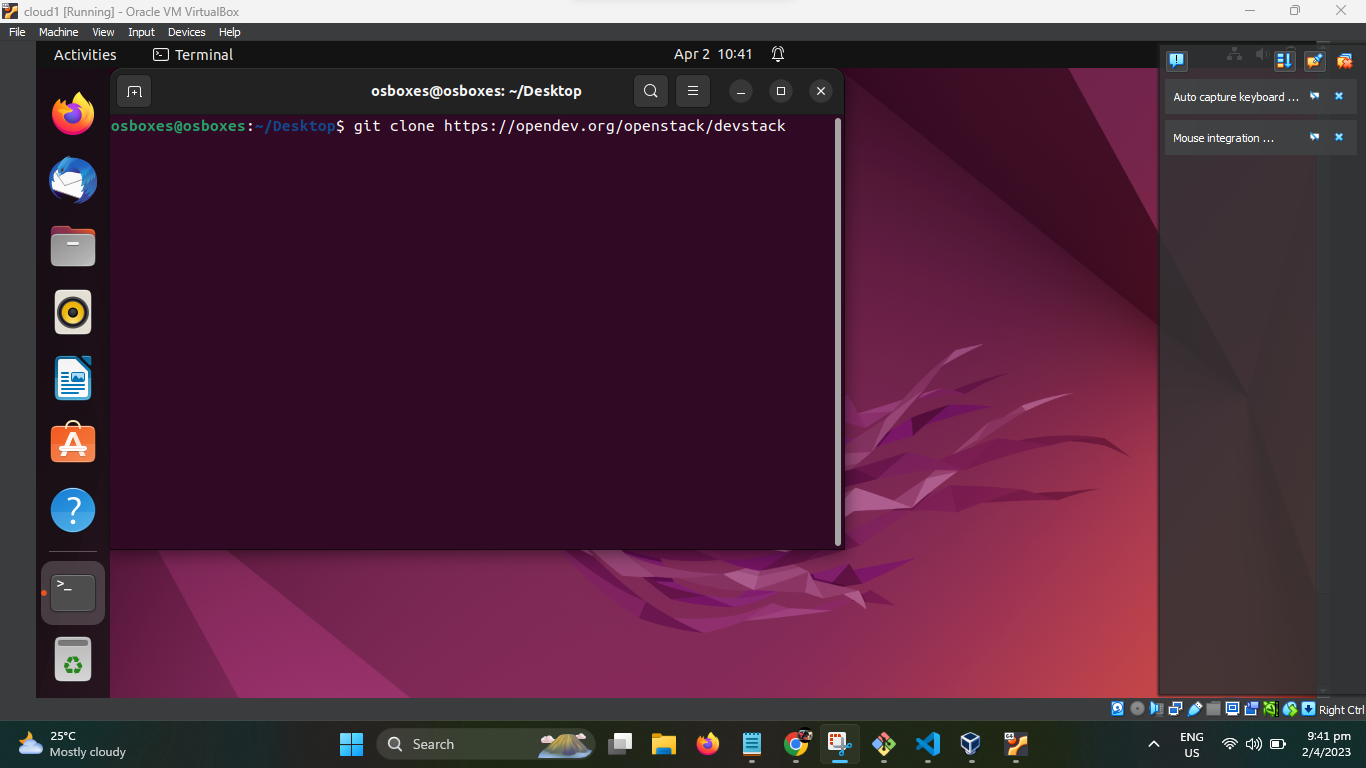 cloud1 [Running] - Oracle VM VirtualBox
File Machine View Input Devices Help
Activities Terminal Apr 2 10:41
osboxes@osboxes: ~/Desktop
osboxes@osboxes:~/Desktop$ git clone https://opendev.org/openstack/devstack
Auto capture keyboard ...
Mouse integration ...
>_
Right Ctrl
25°C
Mostly cloudy
Search
ENG
US
9:41 pm
2/4/2023